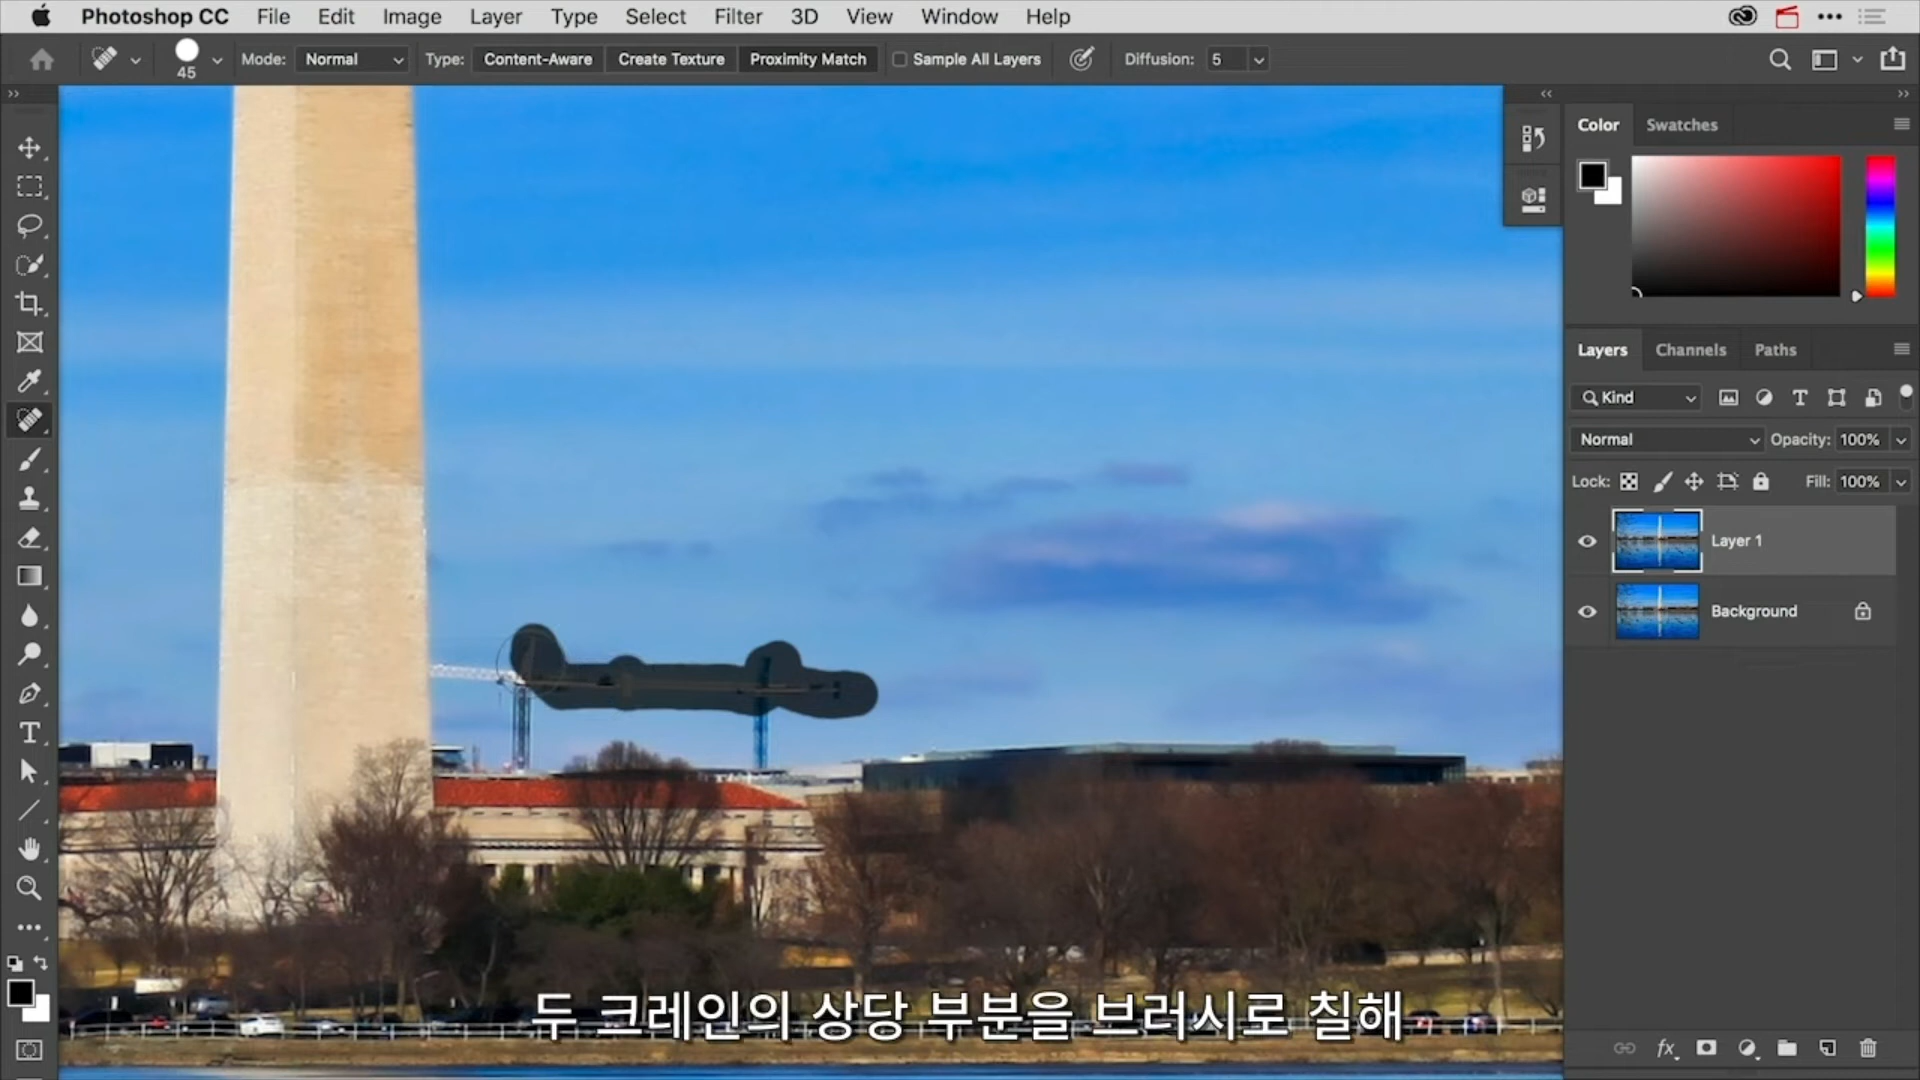 Photoshop CC File Edit Image Layer Type Select Filter 3D View Window Help
45 Mode: Normal Type: Content-Aware Create Texture Proximity Match Sample All Layers Diffusion: 5
Color Swatches
Layers Channels Paths
Kind
Normal Opacity: 100%
Lock: Fill: 100%
Layer 1
Background
두 크레인의 상당 부분을 브러시로 칠해